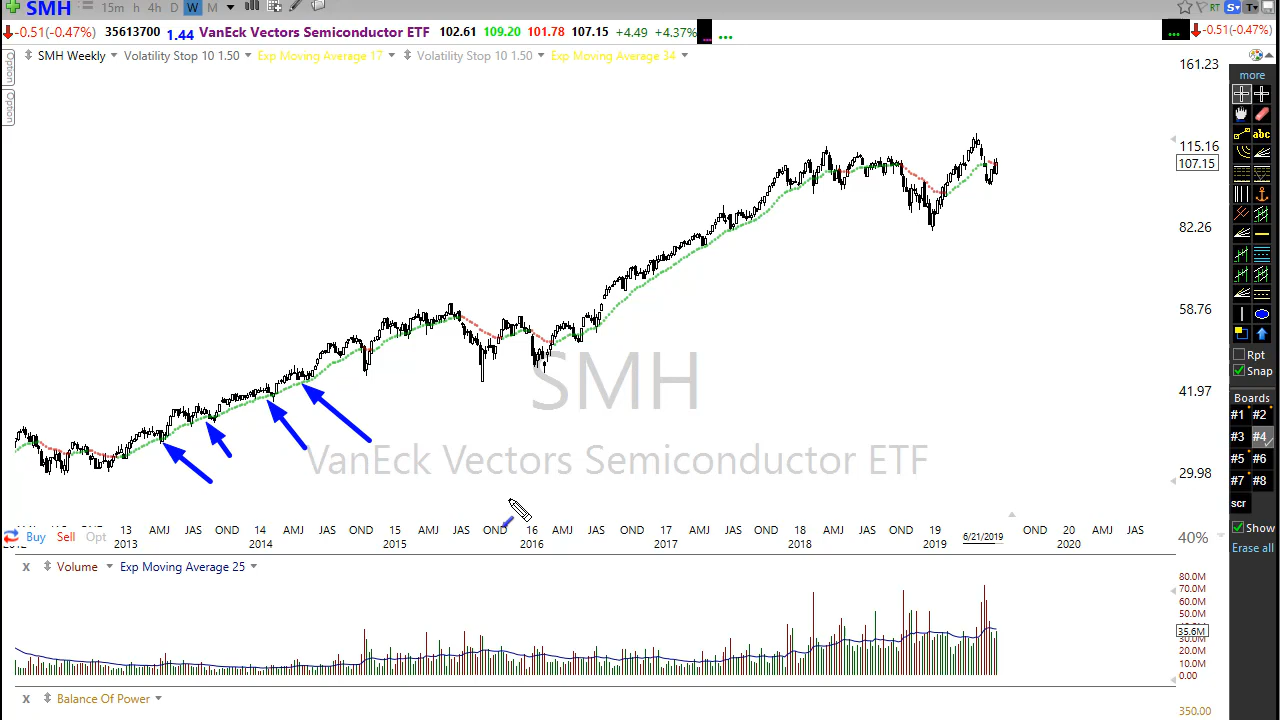 SMH 15m h 4h D W M RT S T
-0.51(-0.47%) 35613700 1.44 VanEck Vectors Semiconductor ETF 102.61 109.20 101.78 107.15 +4.49 +4.37% ... ... ... -0.51(-0.47%)
SMH Weekly Volatility Stop 10 1.50 Exp Moving Average 17 Volatility Stop 10 1.50 Exp Moving Average 34
Option
Option
161.23
115.16
107.15
82.26
58.76
41.97
29.98
more
abc
Rpt
Snap
Boards
#1 #2
#3 #4
#5 #6
#7 #8
scr
Show
Erase all
SMH
VanEck Vectors Semiconductor ETF
13 AMJ JAS OND 14 AMJ JAS OND 15 AMJ JAS OND 16 AMJ JAS OND 17 AMJ JAS OND 18 AMJ JAS OND 19 6/21/2019 OND 20 AMJ JAS
2013 2014 2015 2016 2017 2018 2019 2020
Buy Sell Opt
40%
X Volume Exp Moving Average 25
80.0M
70.0M
60.0M
50.0M
35.6M
30.0M
20.0M
10.0M
0.00
X Balance Of Power
350.00